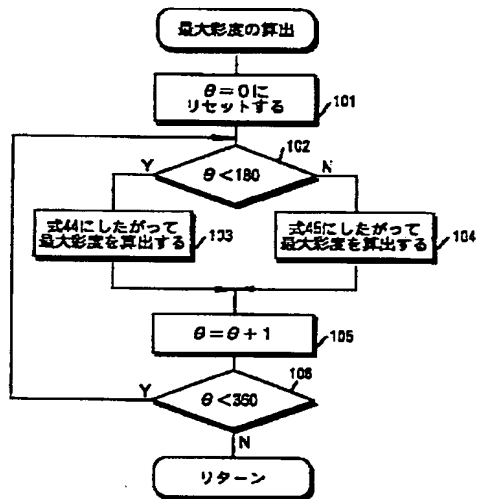 最大彩度の算出
θ=0に
リセットする
101
102
Y
θ<180
N
式44にしたがって
最大彩度を算出する
103
式45にしたがって
最大彩度を算出する
104
θ=θ+1
105
106
Y
θ<360
N
リターン